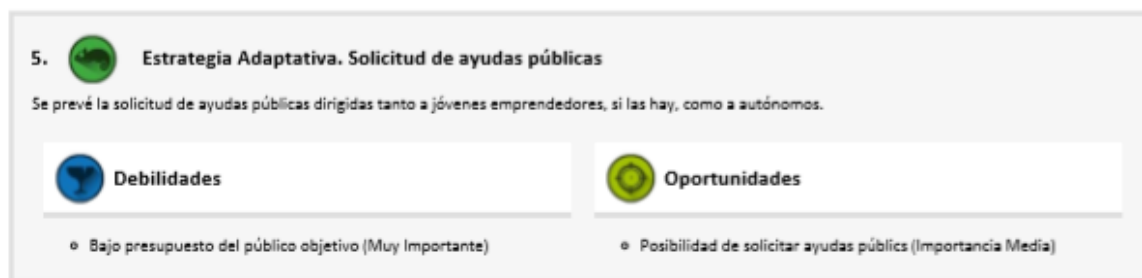 5. Estrategia Adaptativa. Solicitud de ayudas públicas
Se prevé la solicitud de ayudas públicas dirigidas tanto a jóvenes emprendedores, si las hay, como a autónomos.
Debilidades
Oportunidades
Bajo presupuesto del público objetivo (Muy Importante)
Posibilidad de solicitar ayudas públics (Importancia Media)